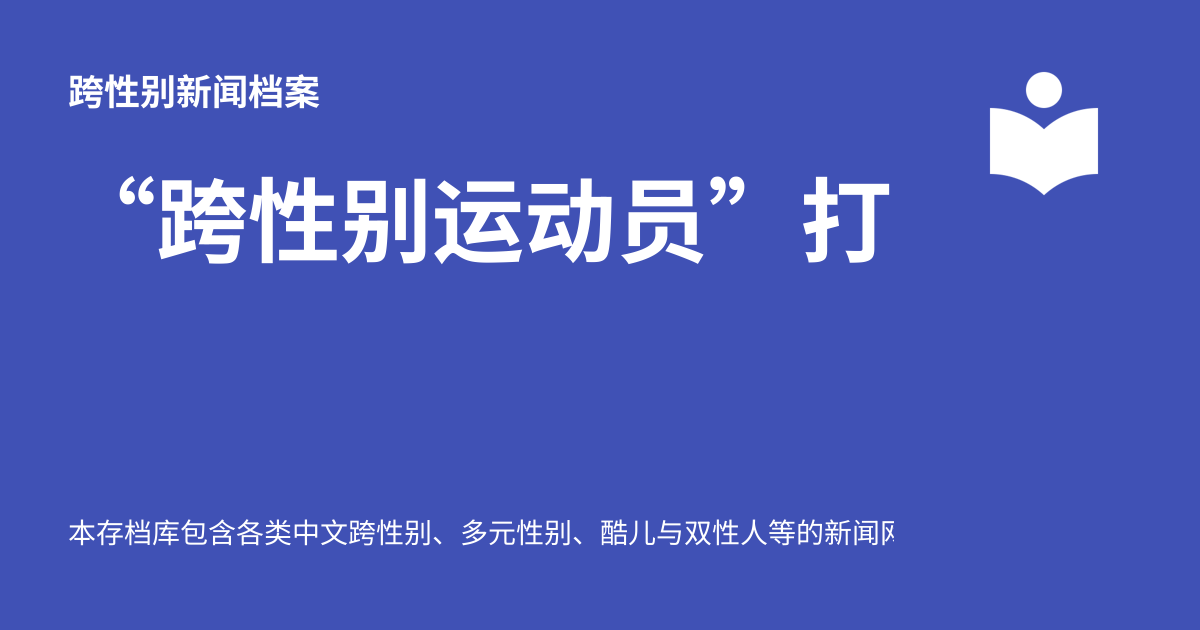 跨性别新闻档案
“跨性别运动员” 打
本存档库包含各类中文跨性别、多元性别、酷儿与双性人等的新闻